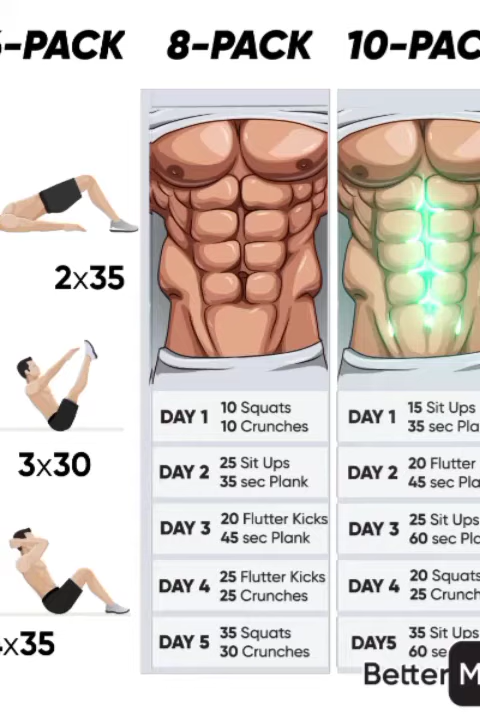 6-PACK 8-PACK 10-PAC
2x35
3x30
x35
DAY 1 10 Squats
10 Crunches
DAY 2 25 Sit Ups
35 sec Plank
DAY 3 20 Flutter Kicks
45 sec Plank
DAY 4 25 Flutter Kicks
25 Crunches
DAY 5 35 Squats
30 Crunches
DAY 1 15 Sit Ups
35 sec Pla
DAY 2 20 Flutter
45 sec Pla
DAY 3 25 Sit Ups
60 sec Pla
DAY 4 20 Squats
25 Crunch
DAY5 35 Sit Ups
60 se
Better M